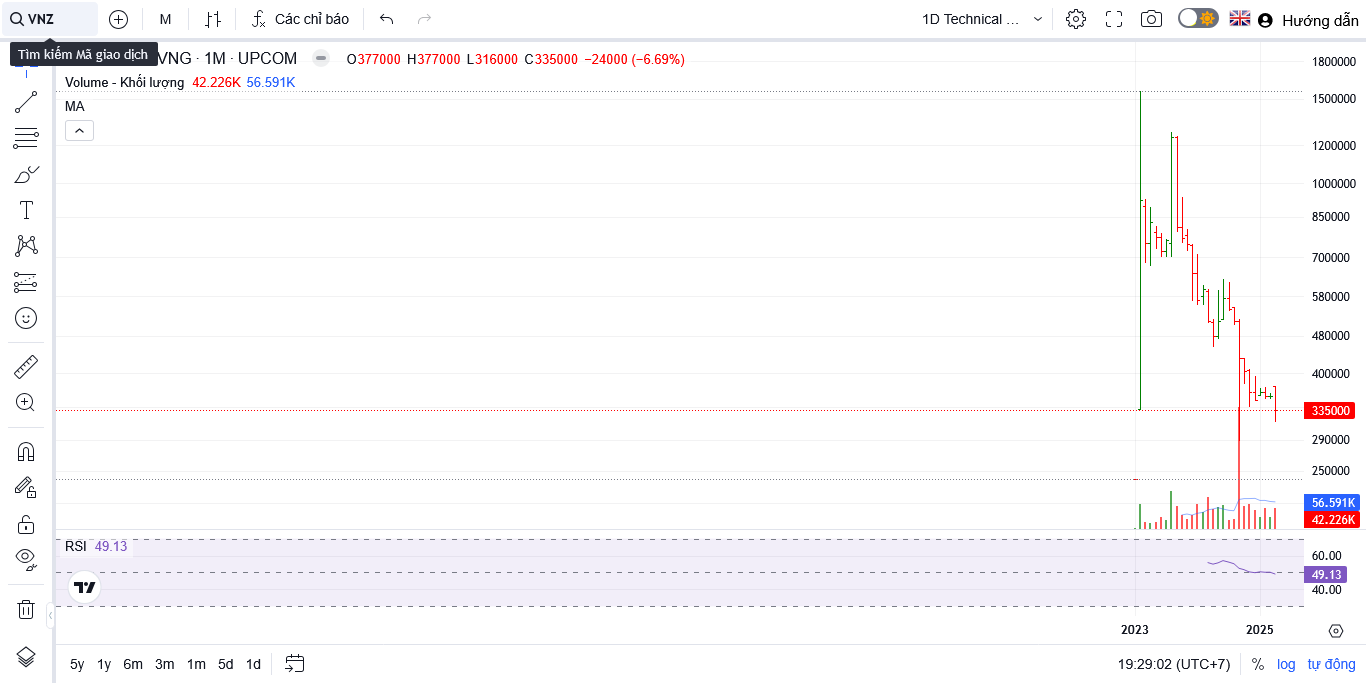 VNZ
M
Các chỉ báo
1D Technical ...
Hướng dẫn
Tìm kiếm Mã giao dịch
VNG · 1M · UPCOM O377000 H377000 L316000 C335000 −24000 (−6.69%)
Volume - Khối lượng 42.226K 56.591K
MA
1800000
1500000
1200000
1000000
850000
700000
580000
480000
400000
335000
290000
250000
56.591K
42.226K
RSI 49.13
60.00
49.13
40.00
2023 2025
5y 1y 6m 3m 1m 5d 1d
19:29:02 (UTC+7) % log tự động